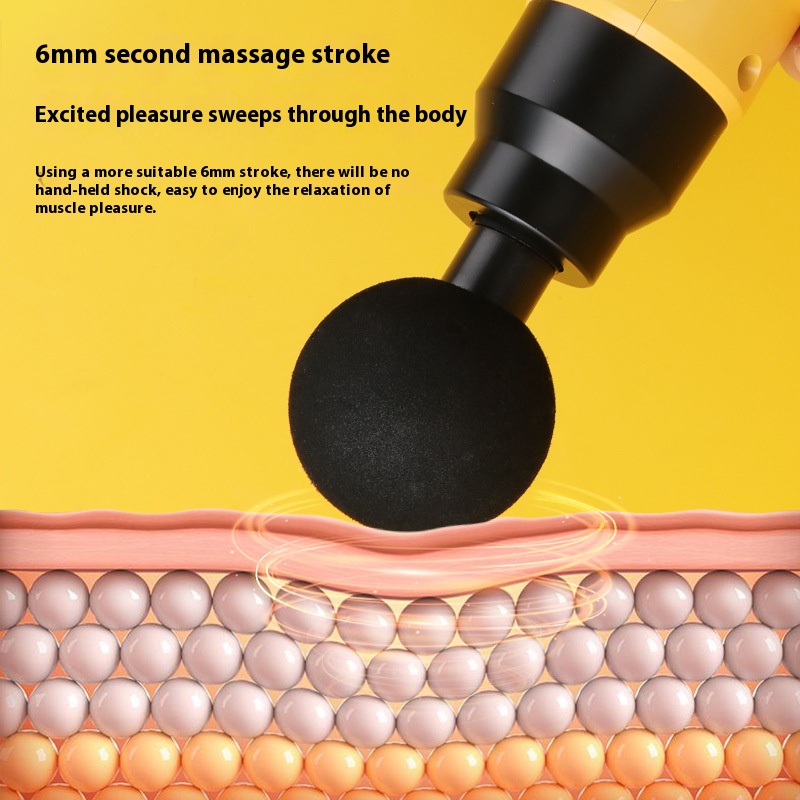 6mm second massage stroke
Excited pleasure sweeps through the body
Using a more suitable 6mm stroke, there will be no
hand-held shock, easy to enjoy the relaxation of
muscle pleasure.